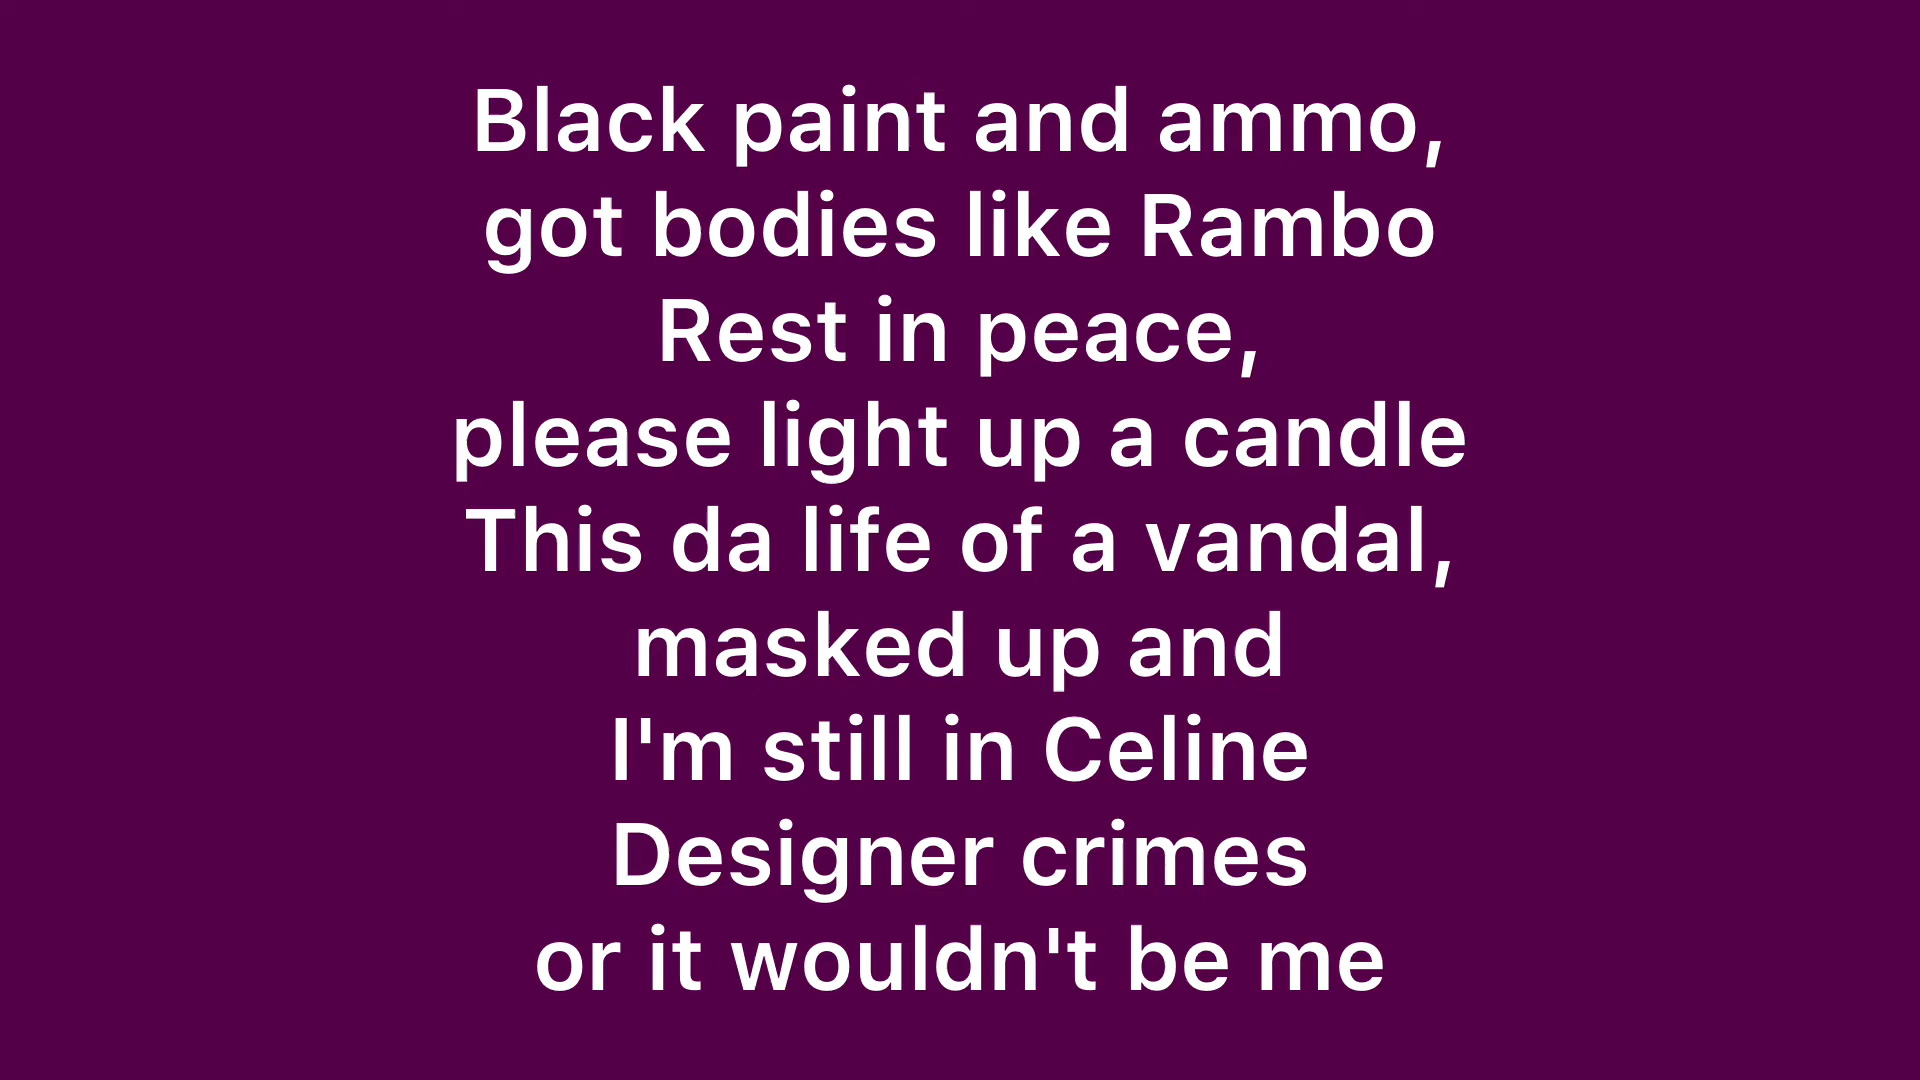 Black paint and ammo,
got bodies like Rambo
Rest in peace,
please light up a candle
This da life of a vandal,
masked up and
I'm still in Celine
Designer crimes
or it wouldn't be me